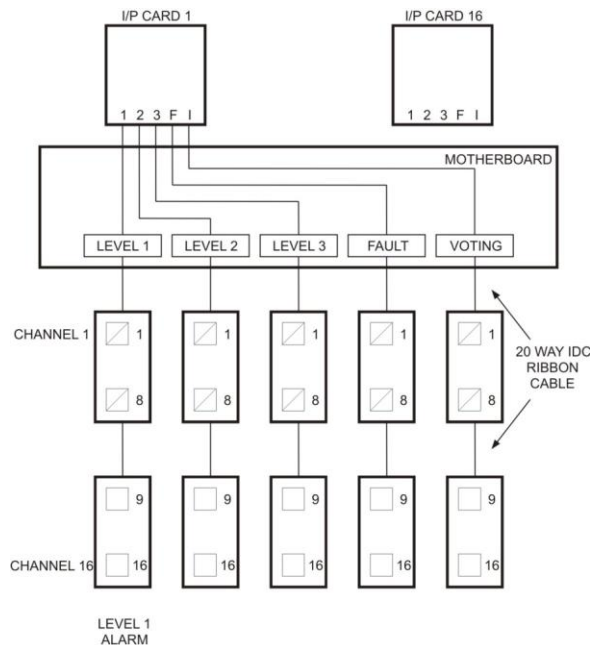 I/P CARD 1
I/P CARD 16
1 2 3 F I
1 2 3 F I
MOTHERBOARD
LEVEL 1
LEVEL 2
LEVEL 3
FAULT
VOTING
CHANNEL 1
1
1
1
1
1
20 WAY IDC
RIBBON
CABLE
8
8
8
8
8
9
9
9
9
9
CHANNEL 16
16
16
16
16
16
LEVEL 1
ALARM